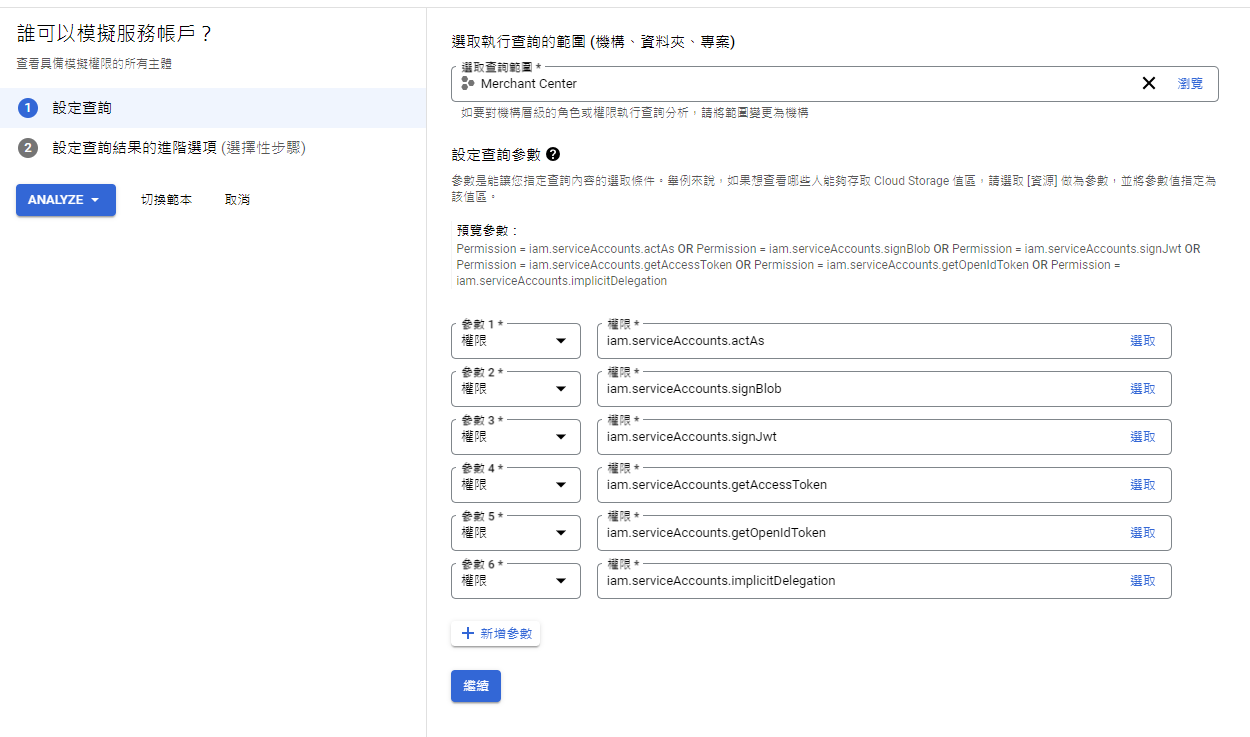 誰可以模擬服務帳戶？
查看具備模擬權限的所有主體
1 設定查詢
2 設定查詢結果的進階選項 (選擇性步驟)
ANALYZE 切換範本 取消
選取執行查詢的範圍 (機構、資料夾、專案)
選取查詢範圍 *
Merchant Center 瀏覽
如要對機構層級的角色或權限執行查詢分析，請將範圍變更為機構
設定查詢參數
參數是能讓您指定查詢內容的選取條件。舉例來說，如果想查看哪些人能夠存取 Cloud Storage 值區，請選取 [資源] 做為參數，並將參數值指定為
該值區。
預覽參數：
Permission = iam.serviceAccounts.actAs OR Permission = iam.serviceAccounts.signBlob OR Permission = iam.serviceAccounts.signJwt OR
Permission = iam.serviceAccounts.getAccessToken OR Permission = iam.serviceAccounts.getOpenIdToken OR Permission =
iam.serviceAccounts.implicitDelegation
參數 1 * 權限 *
權限 iam.serviceAccounts.actAs 選取
參數 2 * 權限 *
權限 iam.serviceAccounts.signBlob 選取
參數 3 * 權限 *
權限 iam.serviceAccounts.signJwt 選取
參數 4 * 權限 *
權限 iam.serviceAccounts.getAccessToken 選取
參數 5 * 權限 *
權限 iam.serviceAccounts.getOpenIdToken 選取
參數 6 * 權限 *
權限 iam.serviceAccounts.implicitDelegation 選取
新增參數
繼續